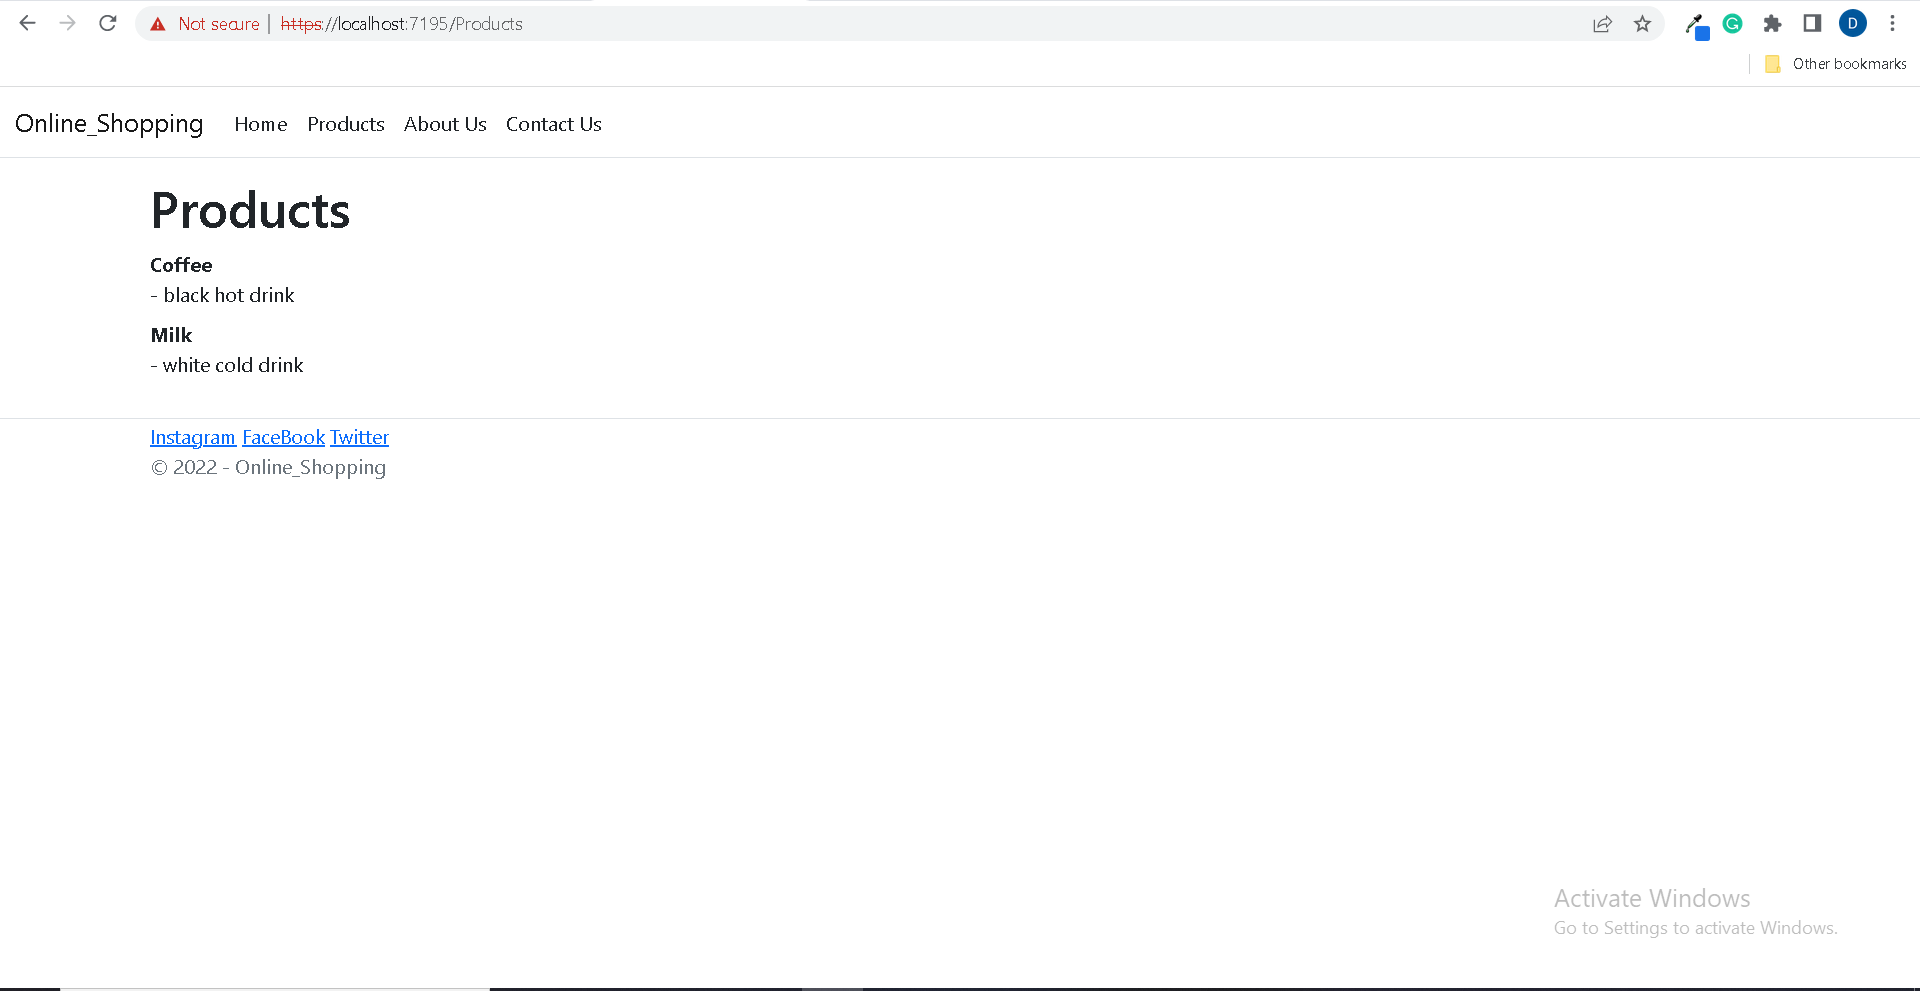 Not secure | https://localhost:7195/Products
D
Other bookmarks
Online_Shopping Home Products About Us Contact Us
Products
Coffee
- black hot drink
Milk
- white cold drink
Instagram FaceBook Twitter
© 2022 - Online_Shopping
Activate Windows
Go to Settings to activate Windows.